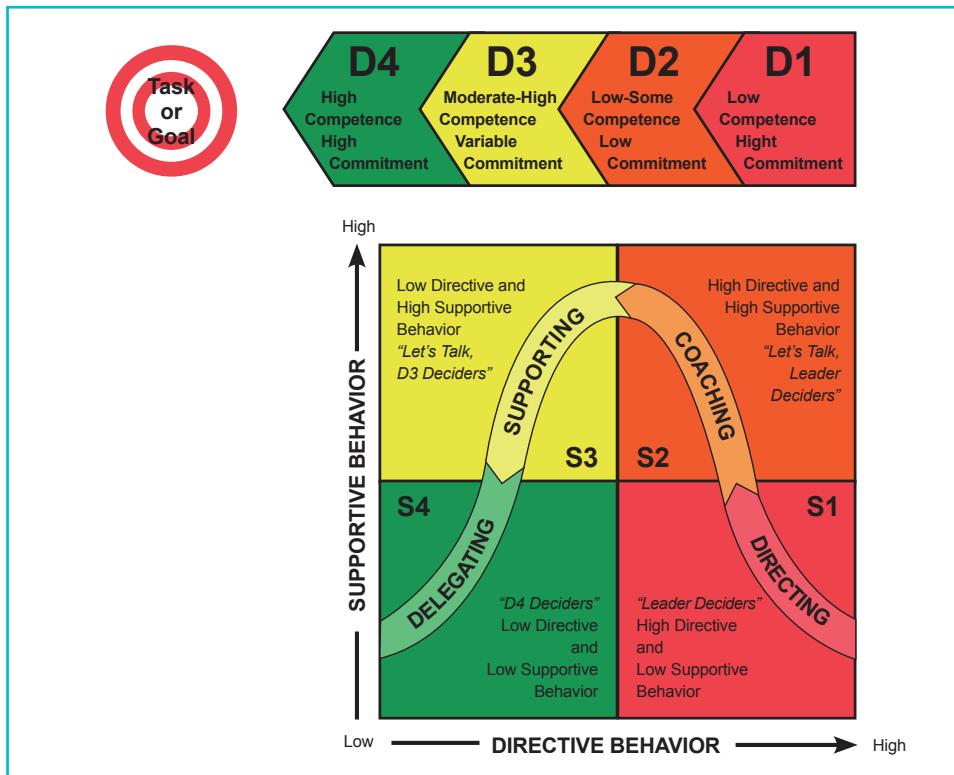 Task
or
Goal
D4
High
Competence
High
Commitment
D3
Moderate-High
Competence
Variable
Commitment
D2
Low-Some
Competence
Low
Commitment
D1
Low
Competence
Hight
Commitment
High
SUPPORTIVE BEHAVIOR
Low Directive and
High Supportive
Behavior
“Let’s Talk,
D3 Deciders”
SUPPORTING
S3
High Directive and
High Supportive
Behavior
“Let’s Talk,
Leader
Deciders”
COACHING
S2
S4
DELEGATING
“D4 Deciders”
Low Directive
and
Low Supportive
Behavior
S1
DIRECTING
“Leader Deciders”
High Directive
and
Low Supportive
Behavior
Low
DIRECTIVE BEHAVIOR
High